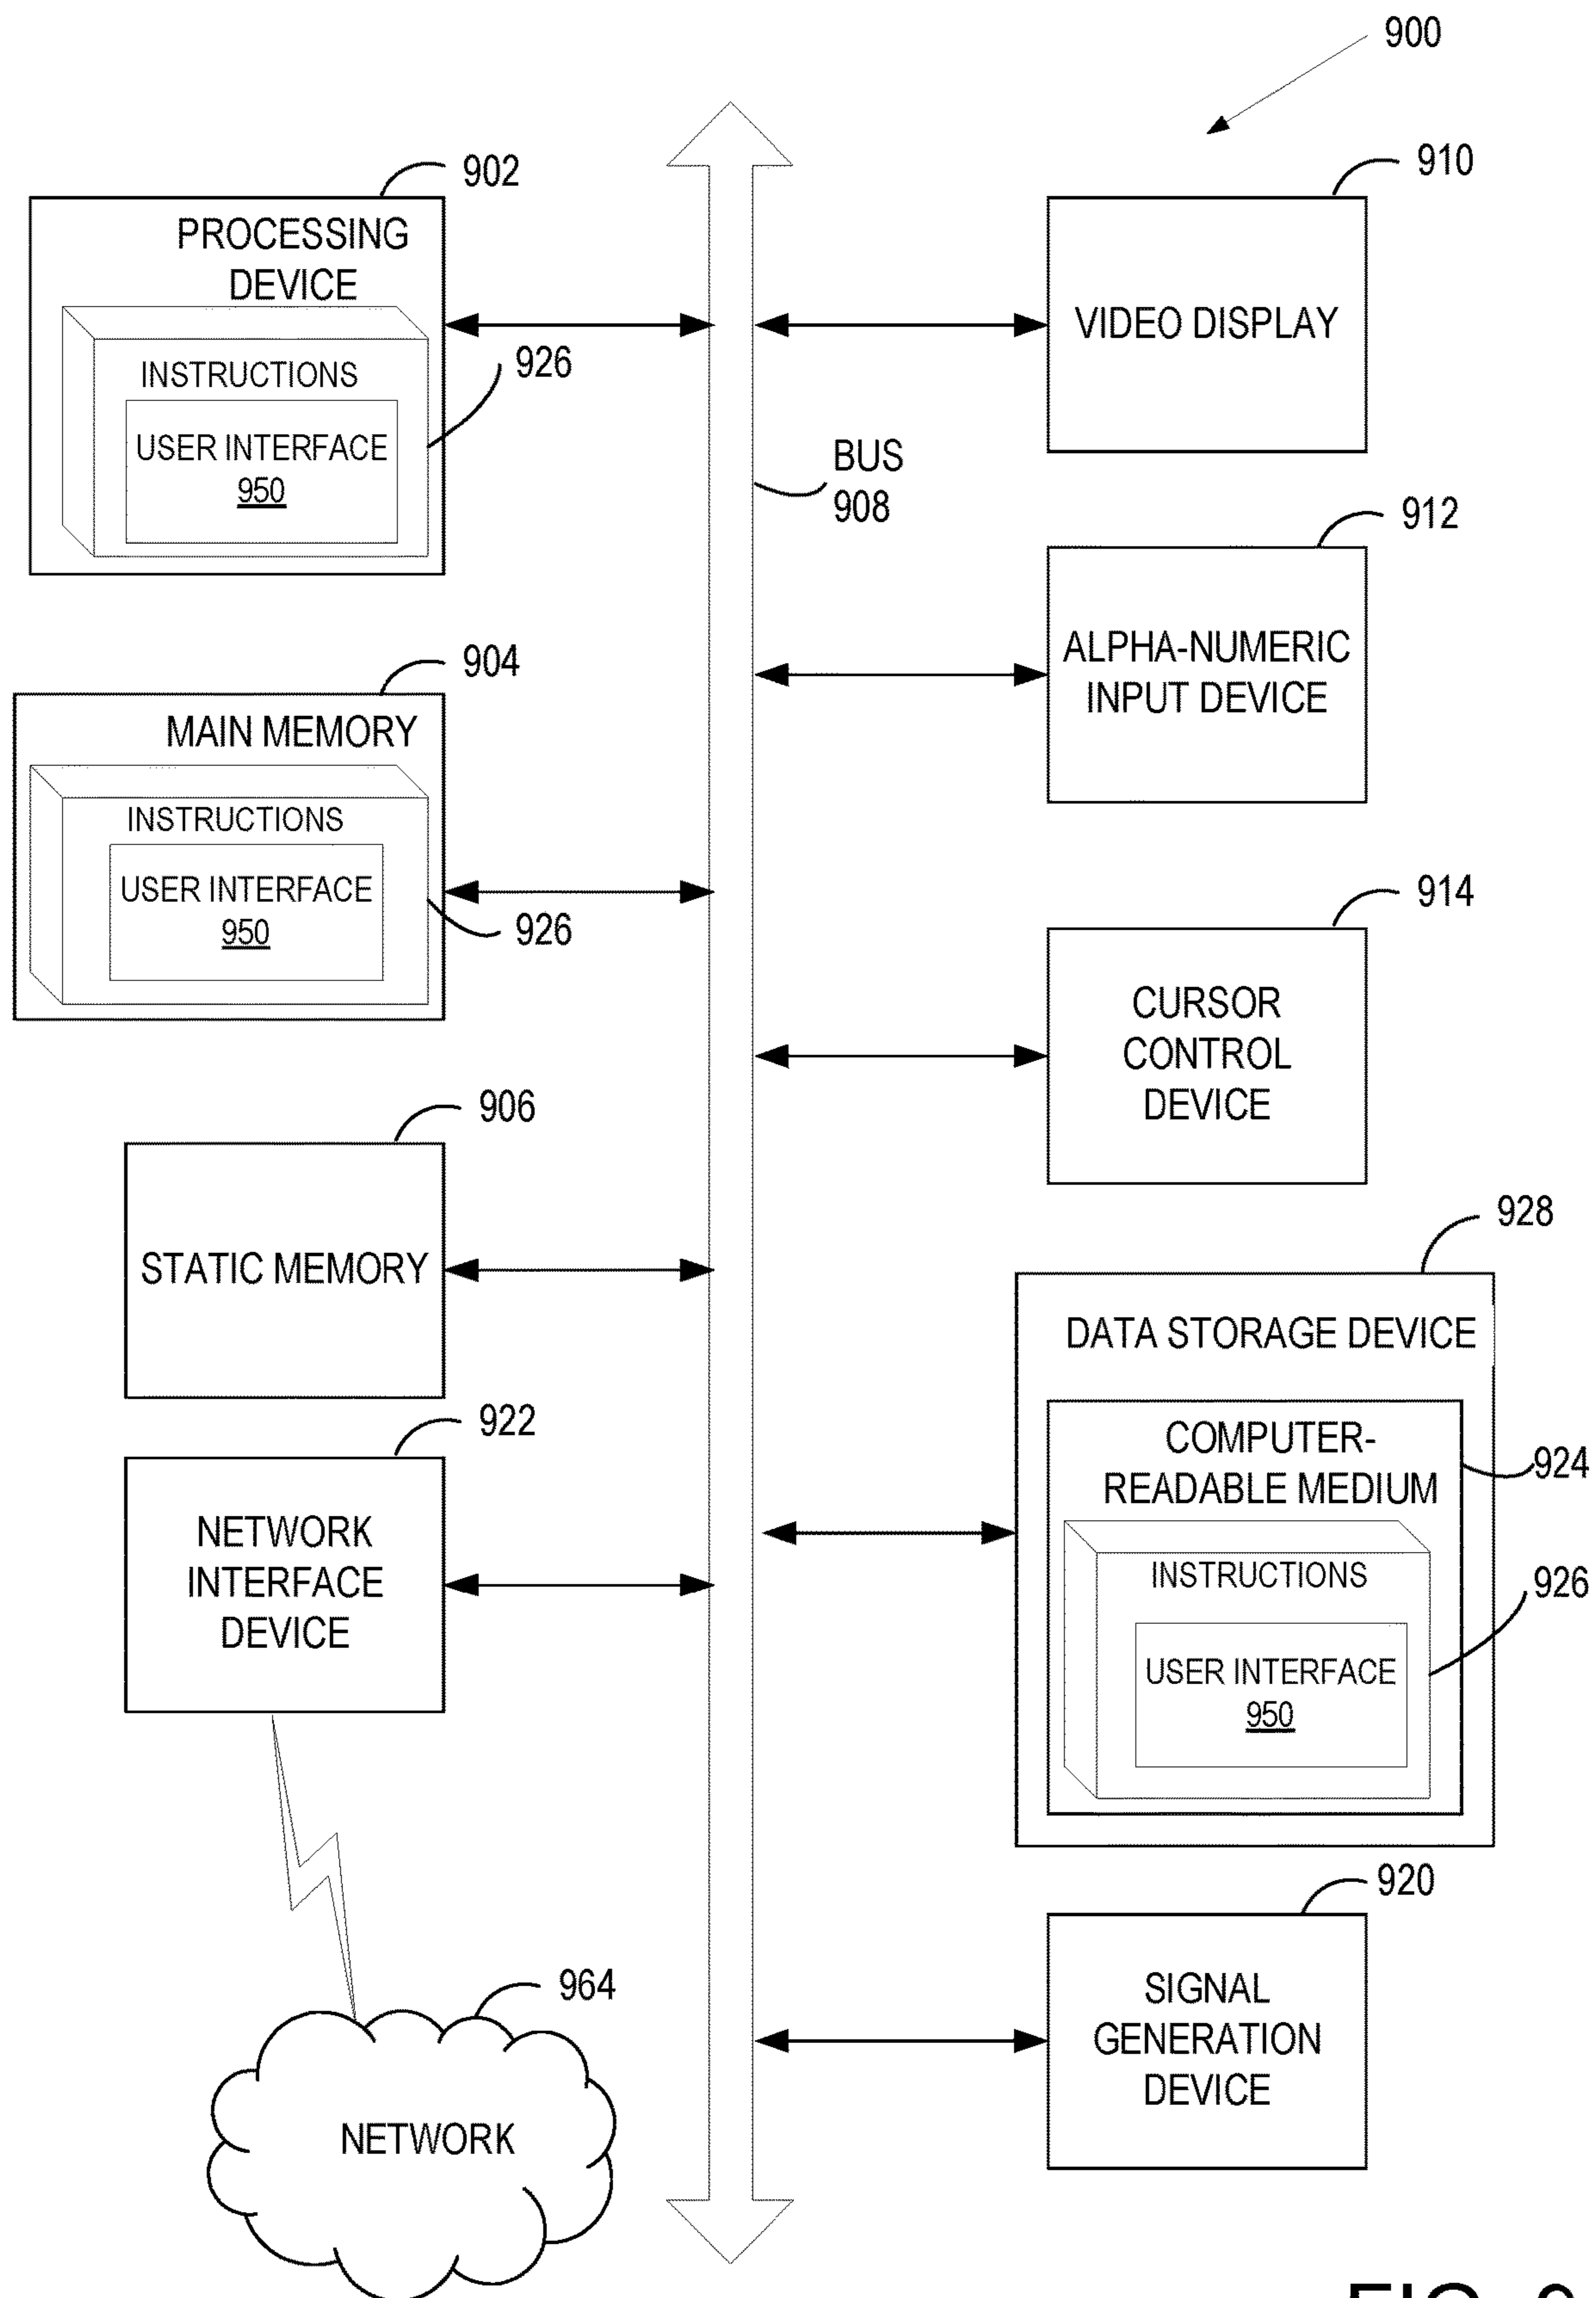 900
902
PROCESSING
DEVICE
INSTRUCTIONS
USER INTERFACE
950
926
904
MAIN MEMORY
INSTRUCTIONS
USER INTERFACE
950
926
906
STATIC MEMORY
922
NETWORK
INTERFACE
DEVICE
964
NETWORK
BUS
908
910
VIDEO DISPLAY
912
ALPHA-NUMERIC
INPUT DEVICE
914
CURSOR
CONTROL
DEVICE
928
DATA STORAGE DEVICE
COMPUTER-
READABLE MEDIUM
924
INSTRUCTIONS
USER INTERFACE
950
926
920
SIGNAL
GENERATION
DEVICE
FIG.